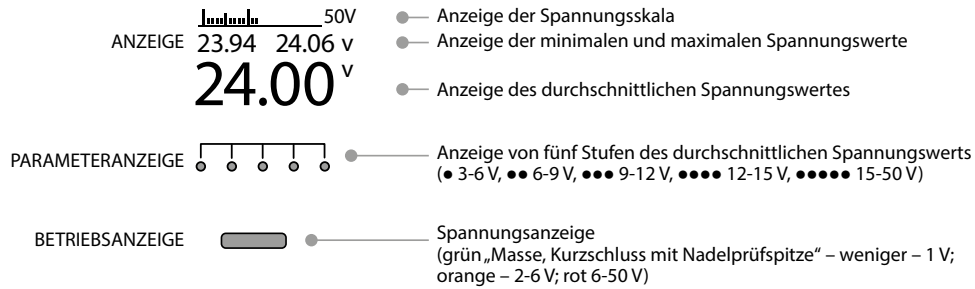 50V
Anzeige der Spannungsskala
ANZEIGE 23.94 24.06 v
Anzeige der minimalen und maximalen Spannungswerte
24.00 v
Anzeige des durchschnittlichen Spannungswertes
PARAMETERANZEIGE
Anzeige von fünf Stufen des durchschnittlichen Spannungswerts
(● 3-6 V, ●● 6-9 V, ●●● 9-12 V, ●●●● 12-15 V, ●●●●● 15-50 V)
BETRIEBSANZEIGE
Spannungsanzeige
(grün „Masse, Kurzschluss mit Nadelprüfspitze“ – weniger – 1 V;
orange – 2-6 V; rot 6-50 V)